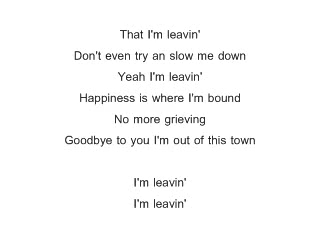 That I'm leavin'
Don't even try an slow me down
Yeah I'm leavin'
Happiness is where I'm bound
No more grieving
Goodbye to you I'm out of this town
I'm leavin'
I'm leavin'